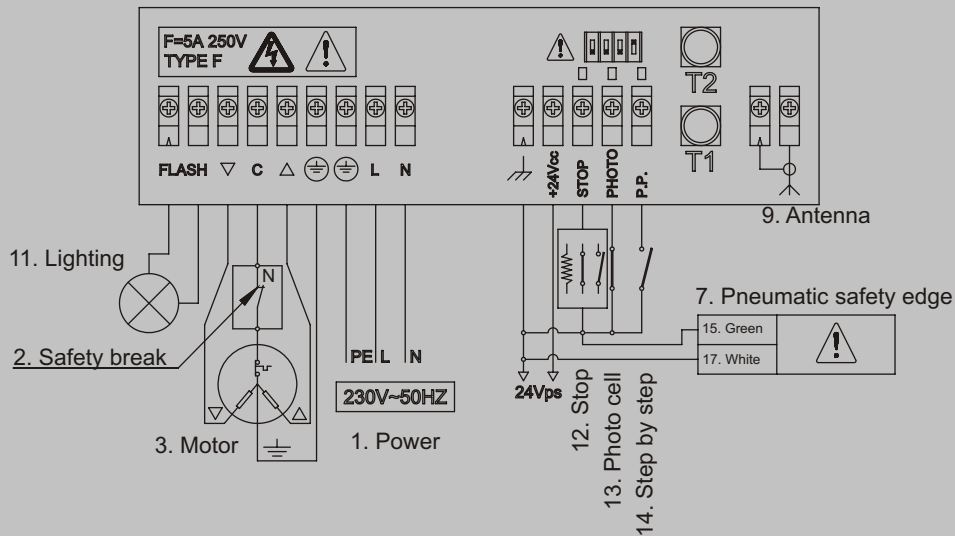 F=5A 250V
TYPE F
T2
T1
FLASH ▽ C △ L N
+24Vcc
STOP
PHOTO
P.P.
9. Antenna
11. Lighting
N
7. Pneumatic safety edge
15. Green
17. White
2. Safety break
PE L N
230V~50HZ
24Vps
3. Motor
1. Power
12. Stop
13. Photo cell
14. Step by step